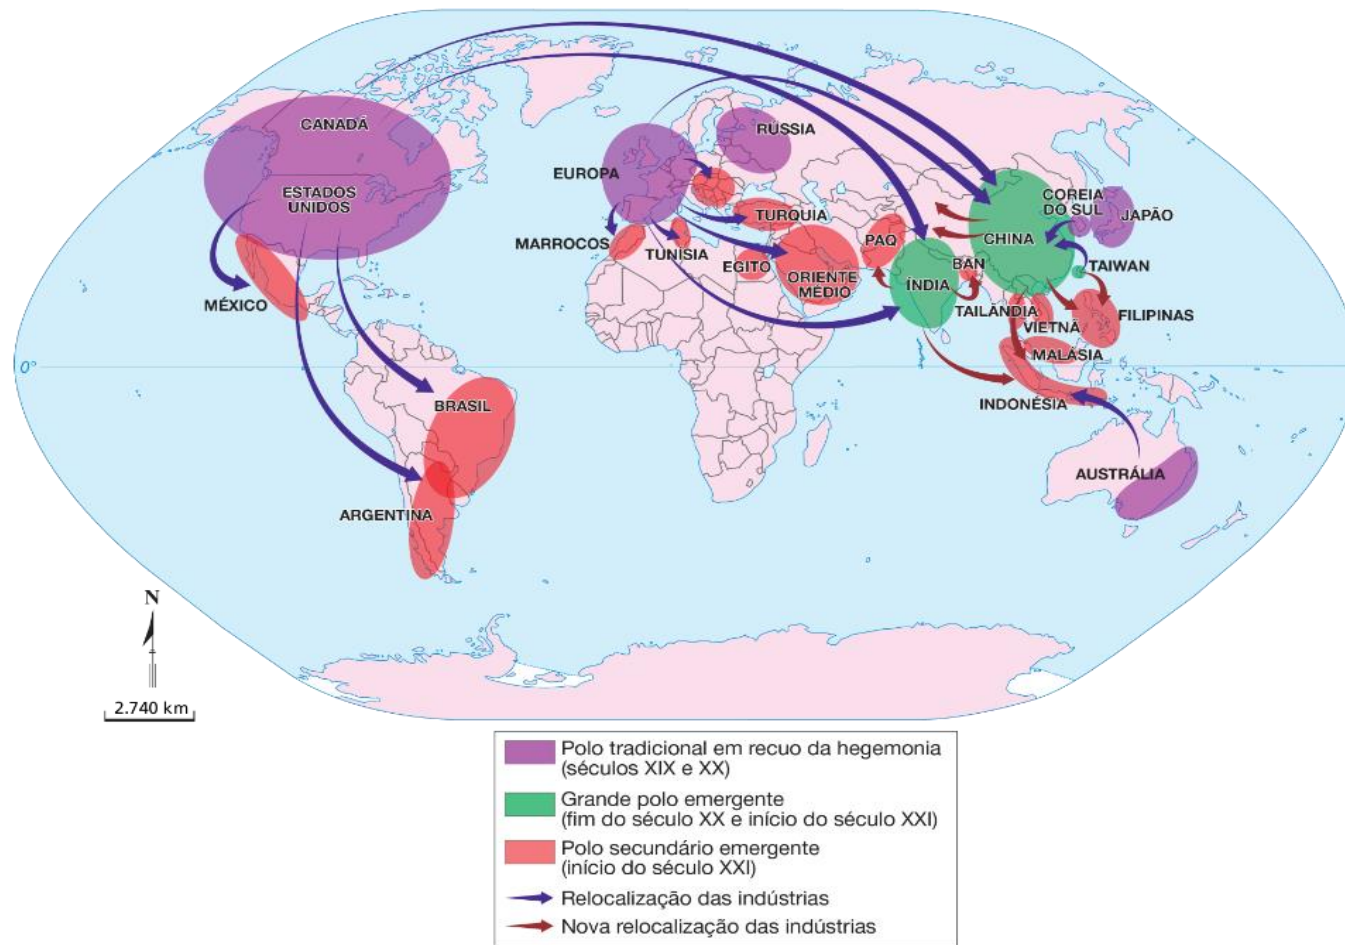 CANADÁ
ESTADOS
UNIDOS
MÉXICO
BRASIL
ARGENTINA
EUROPA
RÚSSIA
MARROCOS
TUNÍSIA
TURQUIA
EGITO
ORIENTE
MÉDIO
PAQ
ÍNDIA
BAN
CHINA
COREIA
DO SUL
JAPÃO
TAIWAN
TAILÂNDIA
VIETNÃ
FILIPINAS
MALÁSIA
INDONÉSIA
AUSTRÁLIA
0°
N
2.740 km
Polo tradicional em recuo da hegemonia
(séculos XIX e XX)
Grande polo emergente
(fim do século XX e início do século XXI)
Polo secundário emergente
(início do século XXI)
Relocalização das indústrias
Nova relocalização das indústrias